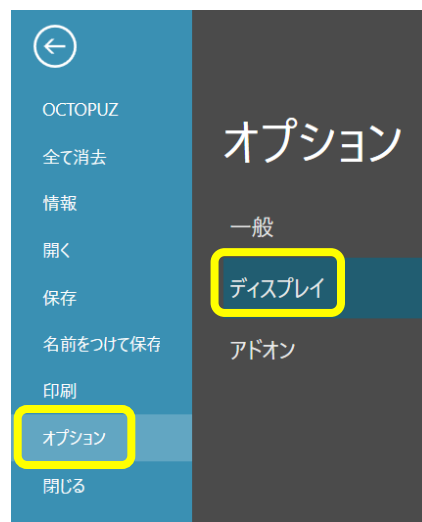 OCTOPUZ
全て消去
情報
開く
保存
名前をつけて保存
印刷
オプション
閉じる
オプション
一般
ディスプレイ
アドオン